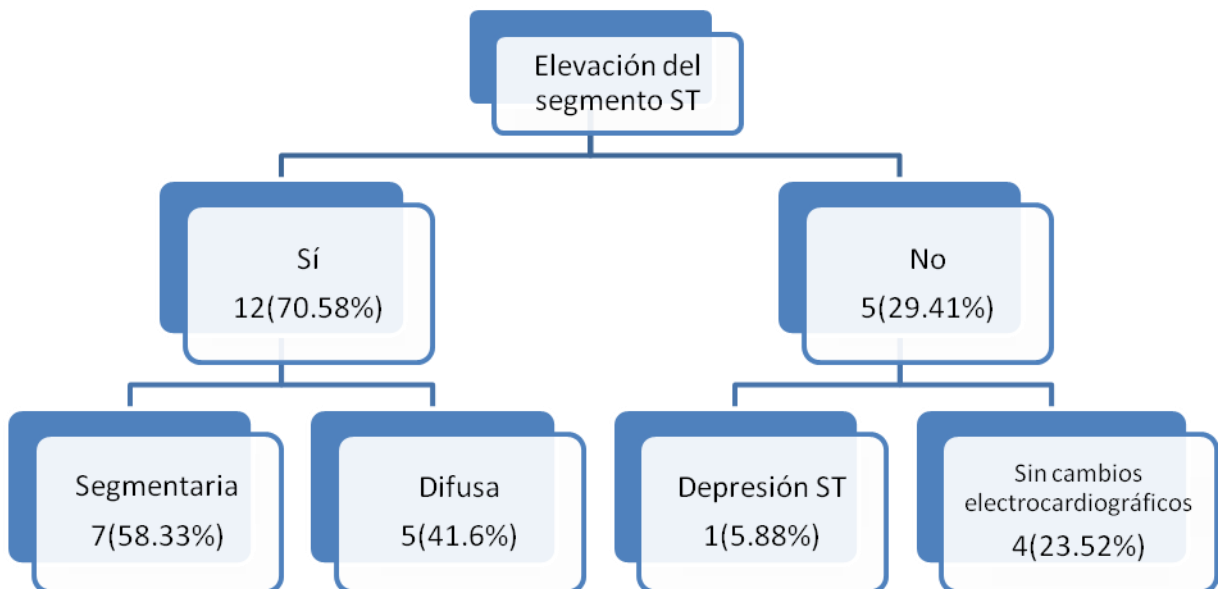 Elevación del
segmento ST
Sí
12(70.58%)
No
5(29.41%)
Segmentaria
7(58.33%)
Difusa
5(41.6%)
Depresión ST
1(5.88%)
Sin cambios
electrocardiográficos
4(23.52%)